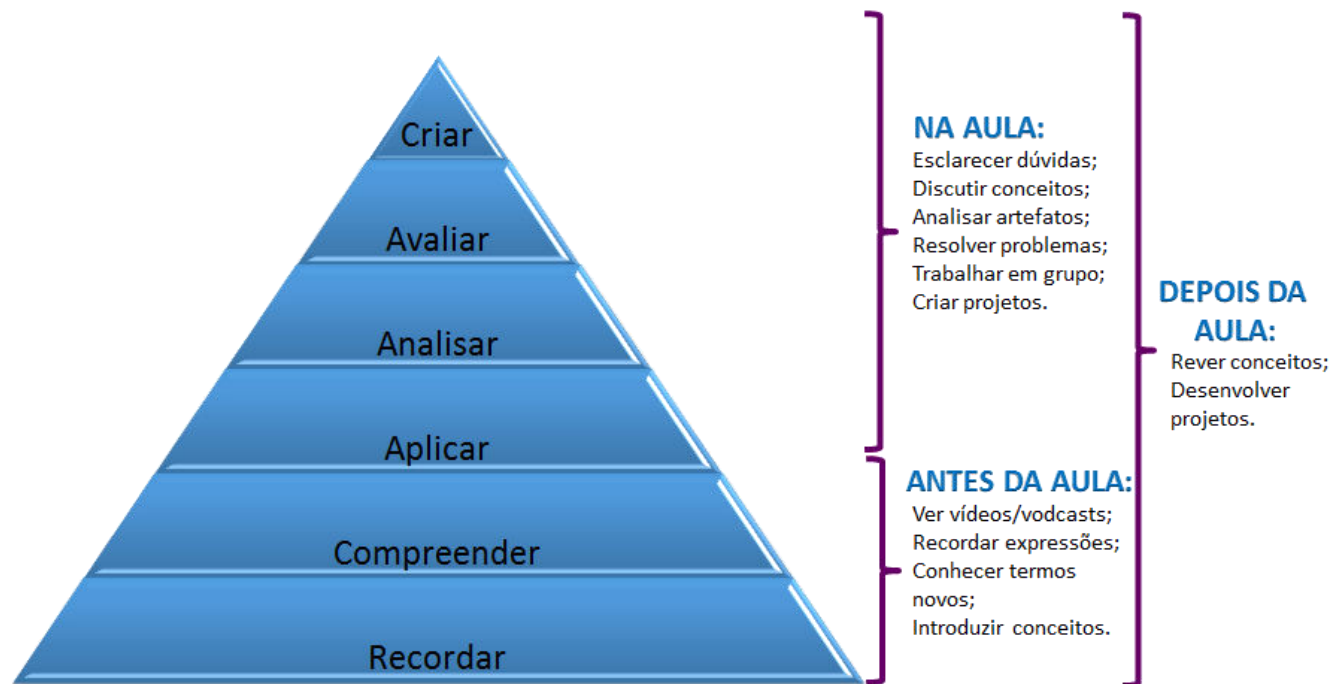 Criar
Avaliar
Analisar
Aplicar
Compreender
Recordar
NA AULA:
Esclarecer dúvidas;
Discutir conceitos;
Analisar artefatos;
Resolver problemas;
Trabalhar em grupo;
Criar projetos.
ANTES DA AULA:
Ver vídeos/vodcasts;
Recordar expressões;
Conhecer termos
novos;
Introduzir conceitos.
DEPOIS DA
AULA:
Rever conceitos;
Desenvolver
projetos.